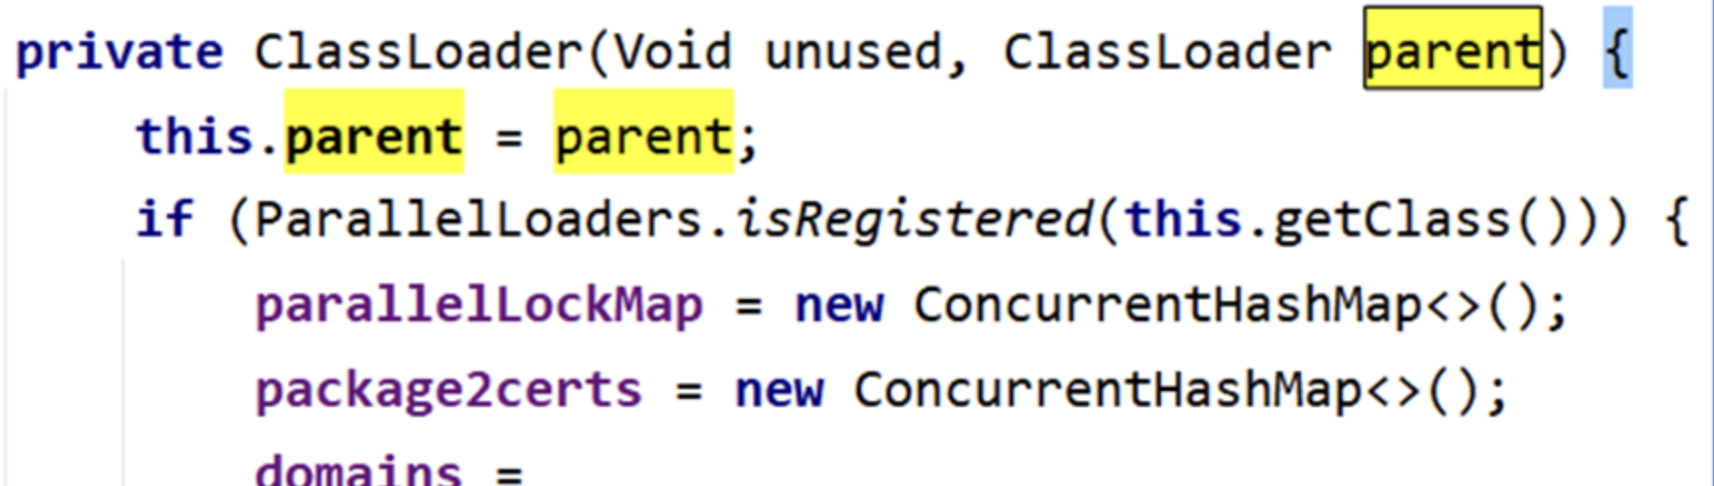 private ClassLoader(Void unused, ClassLoader parent) {
this.parent = parent;
if (ParallelLoaders.isRegistered(this.getClass())) {
parallelLockMap = new ConcurrentHashMap<>();
package2certs = new ConcurrentHashMap<>();
domains =